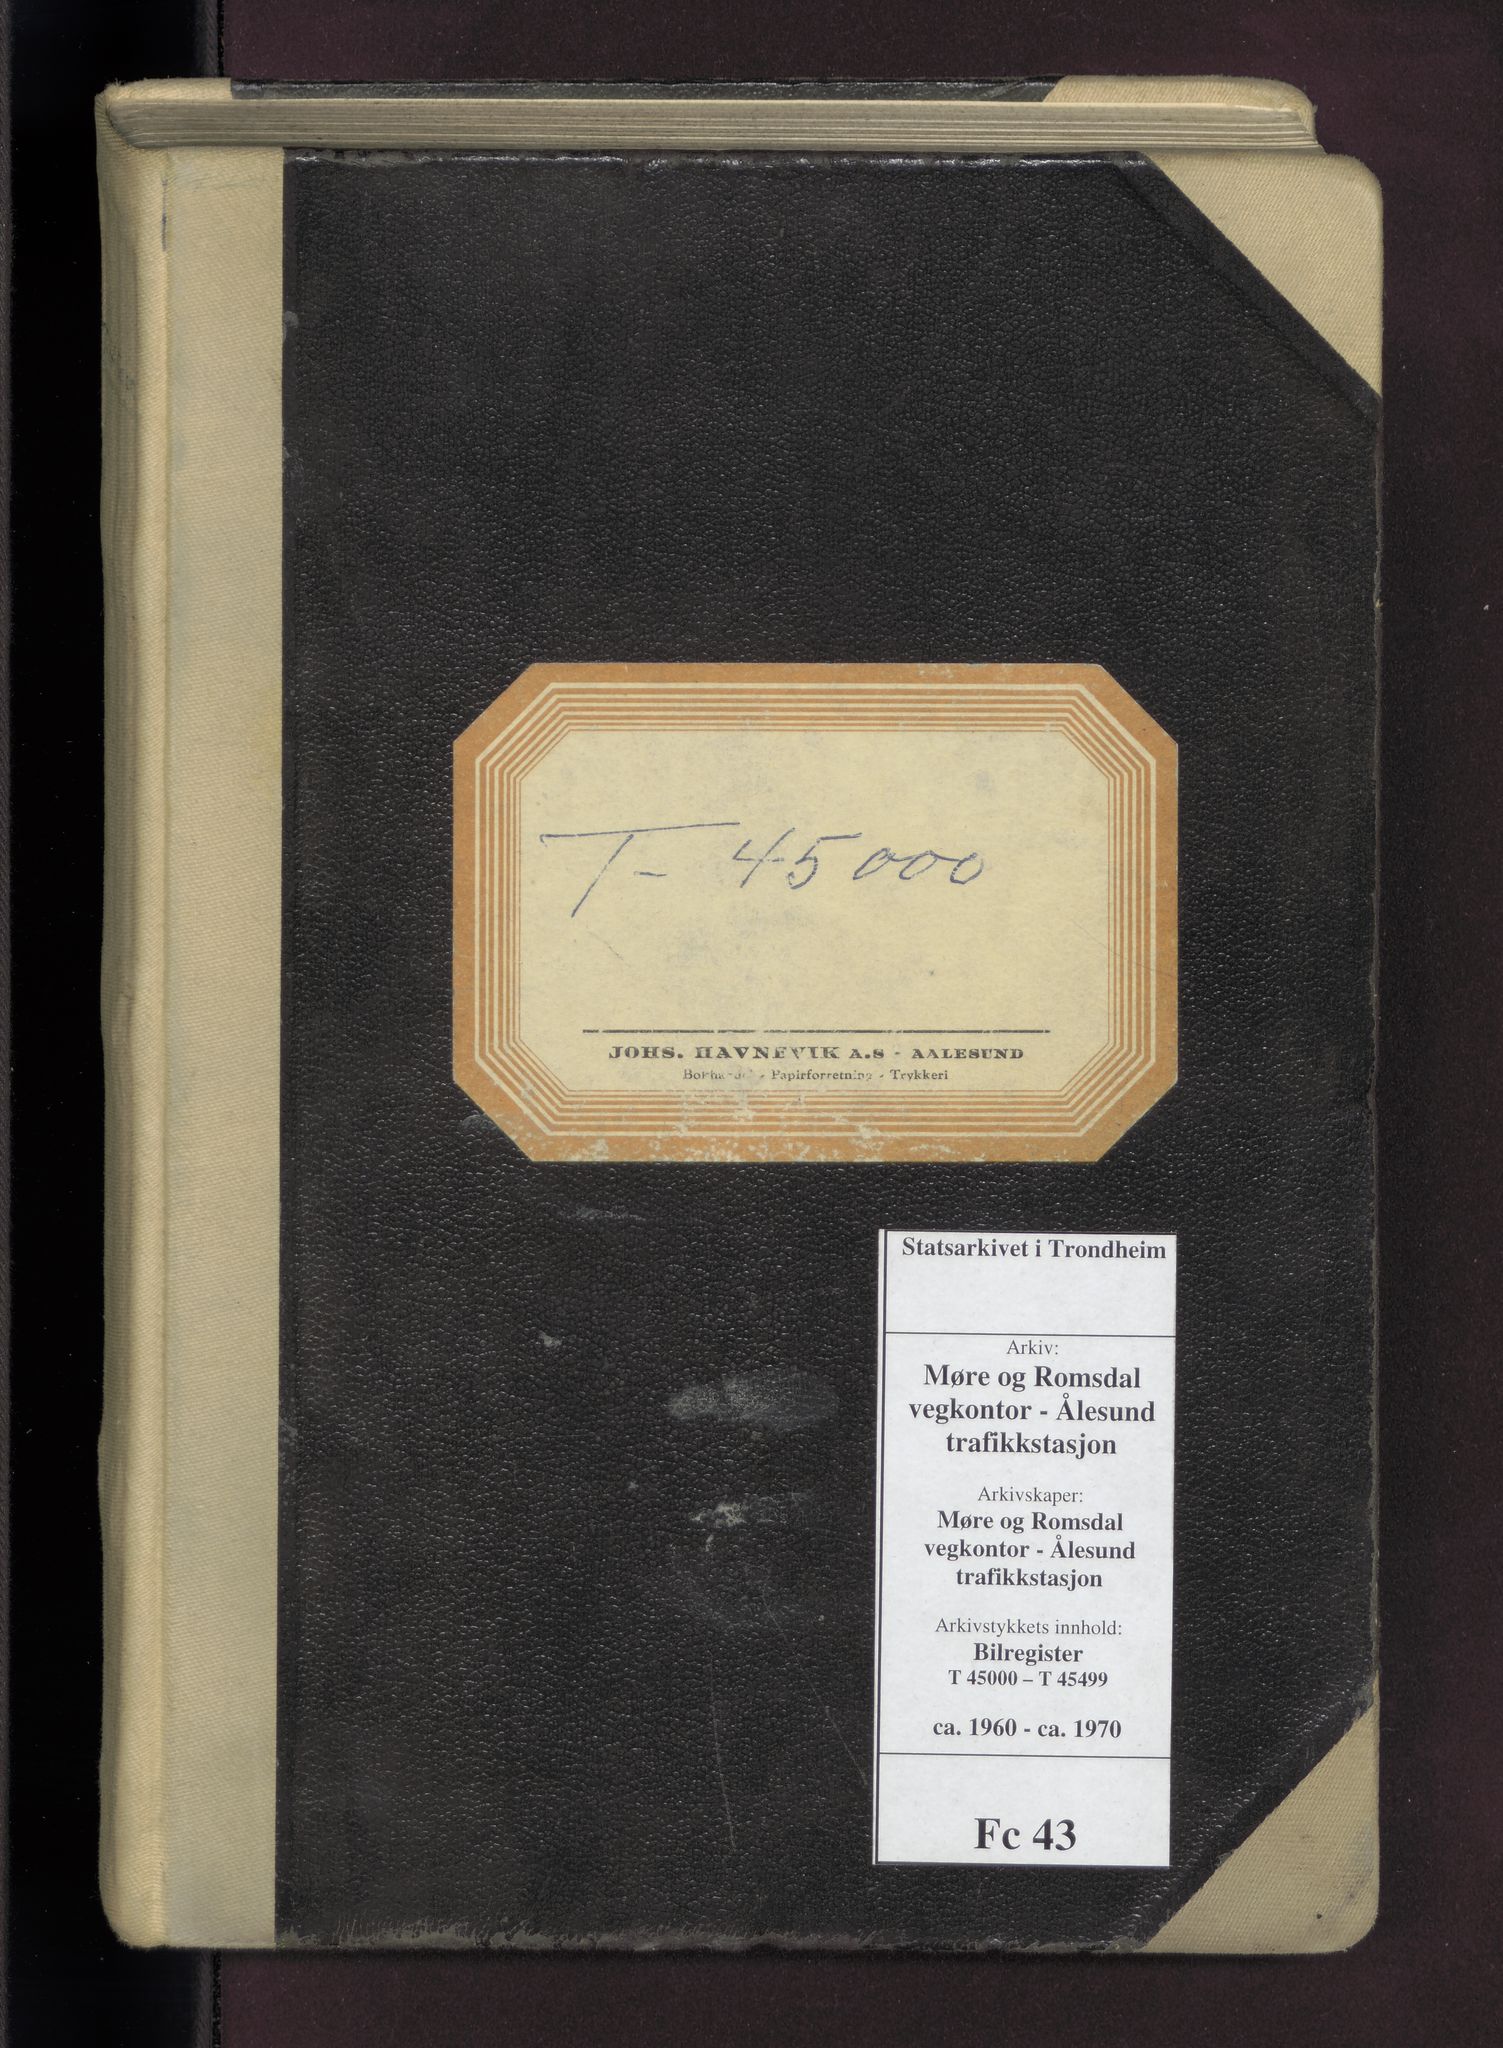 T - 45000
JOHS. HAVNEVIK A.S - AALESUND
Bokhandel - Papirforretning - Trykkeri
Statsarkivet i Trondheim
Arkiv:
Møre og Romsdal
vegkontor - Ålesund
trafikkstasjon
Arkivskaper:
Møre og Romsdal
vegkontor - Ålesund
trafikkstasjon
Arkivstykkets innhold:
Bilregister
T 45000 – T 45499
ca. 1960 - ca. 1970
Fc 43